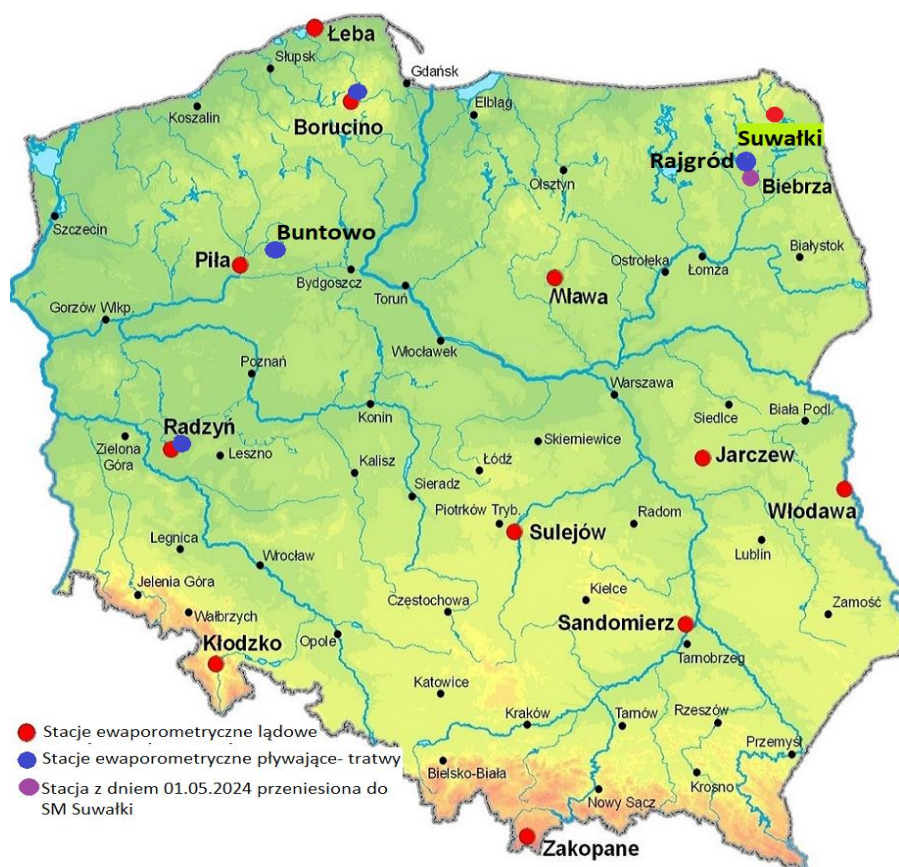 Łeba
Słupsk
Gdańsk
Koszalin
Elbląg
Borucino
Suwałki
Rajgród
Biebrza
Olsztyn
Szczecin
Buntowo
Piła
Białystok
Ostrołęka
Łomża
Bydgoszcz
Toruń
Mława
Gorzów Wlkp.
Włocławek
Poznań
Warszawa
Siedlce
Biała Podl.
Konin
Radzyń
Skierniewice
Zielona
Góra
Leszno
Kalisz
Łódź
Jarczew
Sieradz
Włodawa
Piotrków Tryb.
Radom
Sulejów
Legnica
Lublin
Wrocław
Jelenia Góra
Kielce
Częstochowa
Zamość
Wałbrzych
Sandomierz
Kłodzko
Opole
Tarnobrzeg
Katowice
Kraków
Tarnów
Rzeszów
Przemyśl
Bielsko-Biała
Krosno
Nowy Sącz
Zakopane
Stacje ewaporometryczne lądowe
Stacje ewaporometryczne pływające- tratwy
Stacja z dniem 01.05.2024 przeniesiona do
SM Suwałki